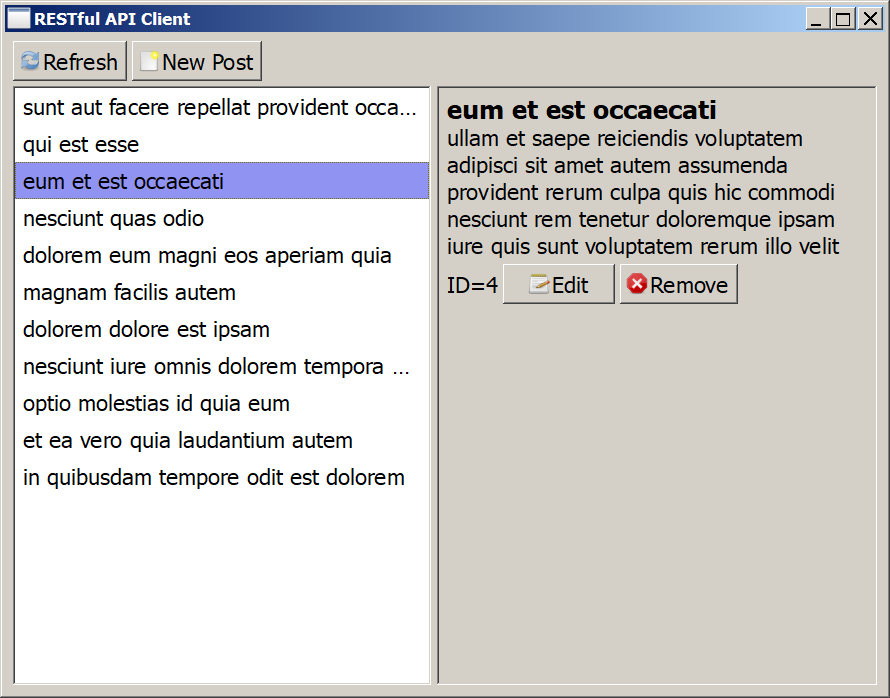 RESTful API Client
Refresh New Post
sunt aut facere repellat provident occa...
qui est esse
eum et est occaecati
nesciunt quas odio
dolorem eum magni eos aperiam quia
magnam facilis autem
dolorem dolore est ipsam
nesciunt iure omnis dolorem tempora ...
optio molestias id quia eum
et ea vero quia laudantium autem
in quibusdam tempore odit est dolorem
eum et est occaecati
ullam et saepe reiciendis voluptatem
adipisci sit amet autem assumenda
provident rerum culpa quis hic commodi
nesciunt rem tenetur doloremque ipsam
iure quis sunt voluptatem rerum illo velit
ID=4 Edit Remove